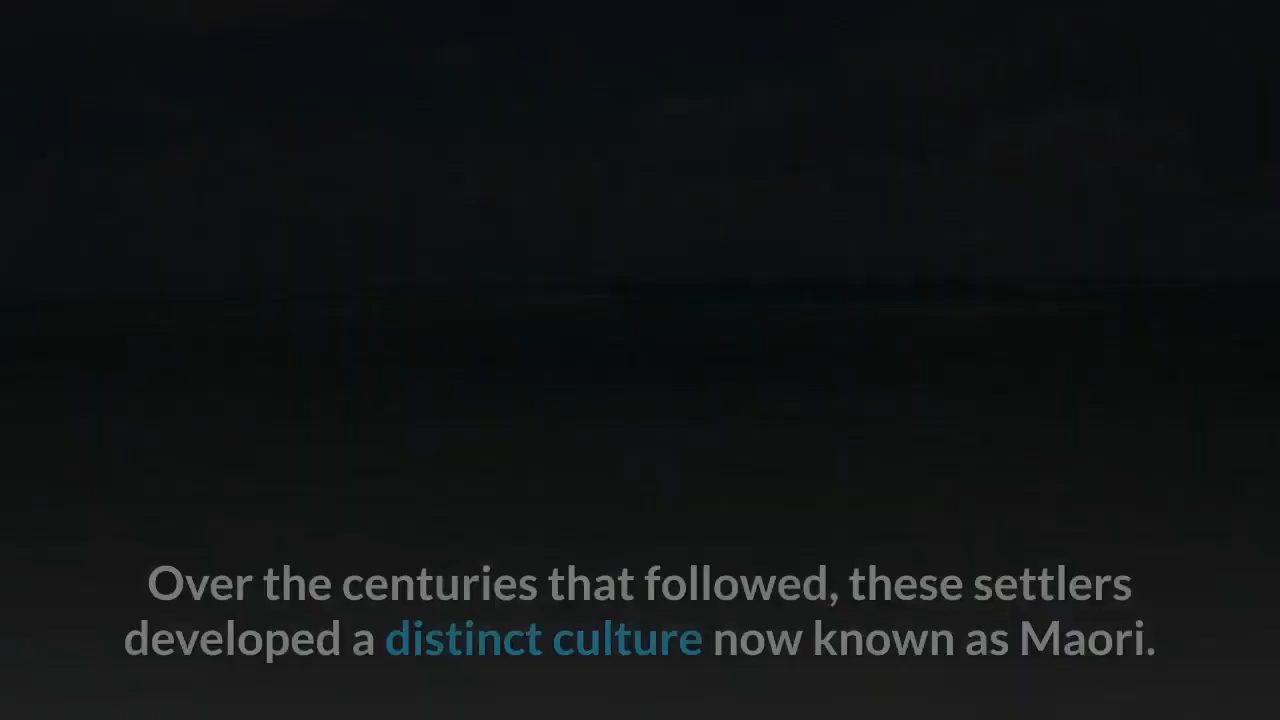 Over the centuries that followed, these settlers
developed a distinct culture now known as Maori.